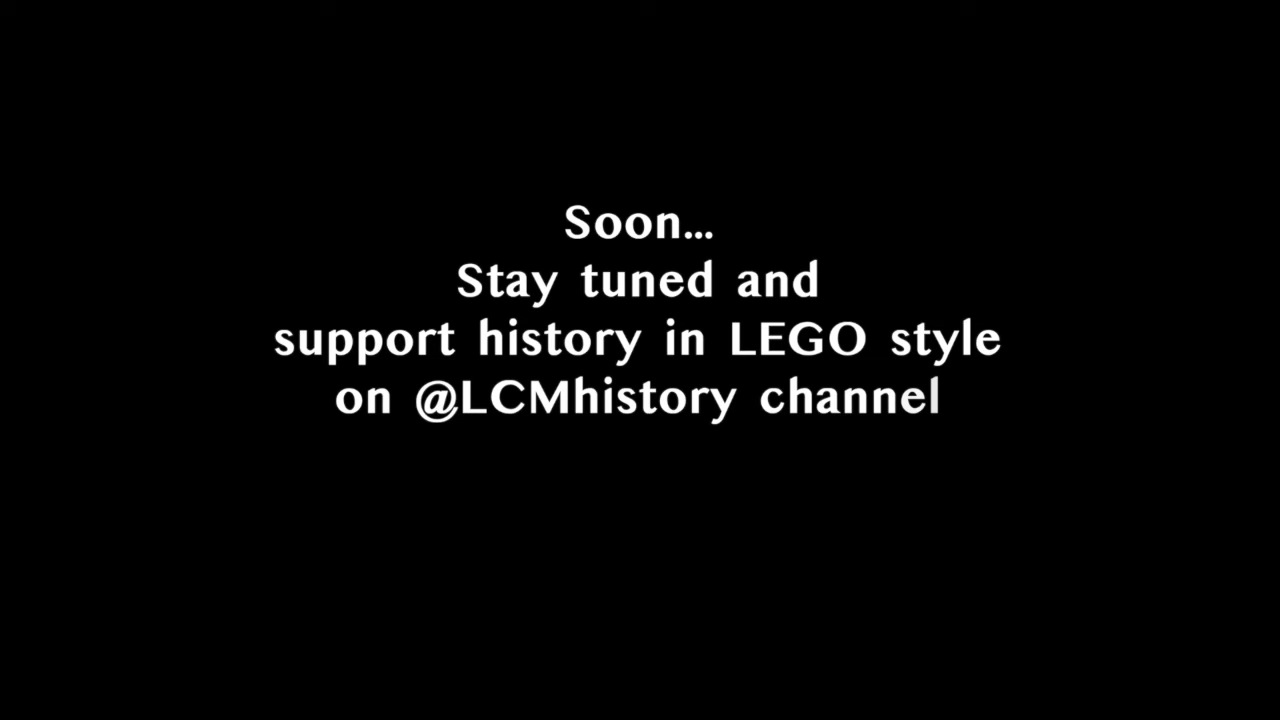 Soon...
Stay tuned and
support history in LEGO style
on @LCMhistory channel